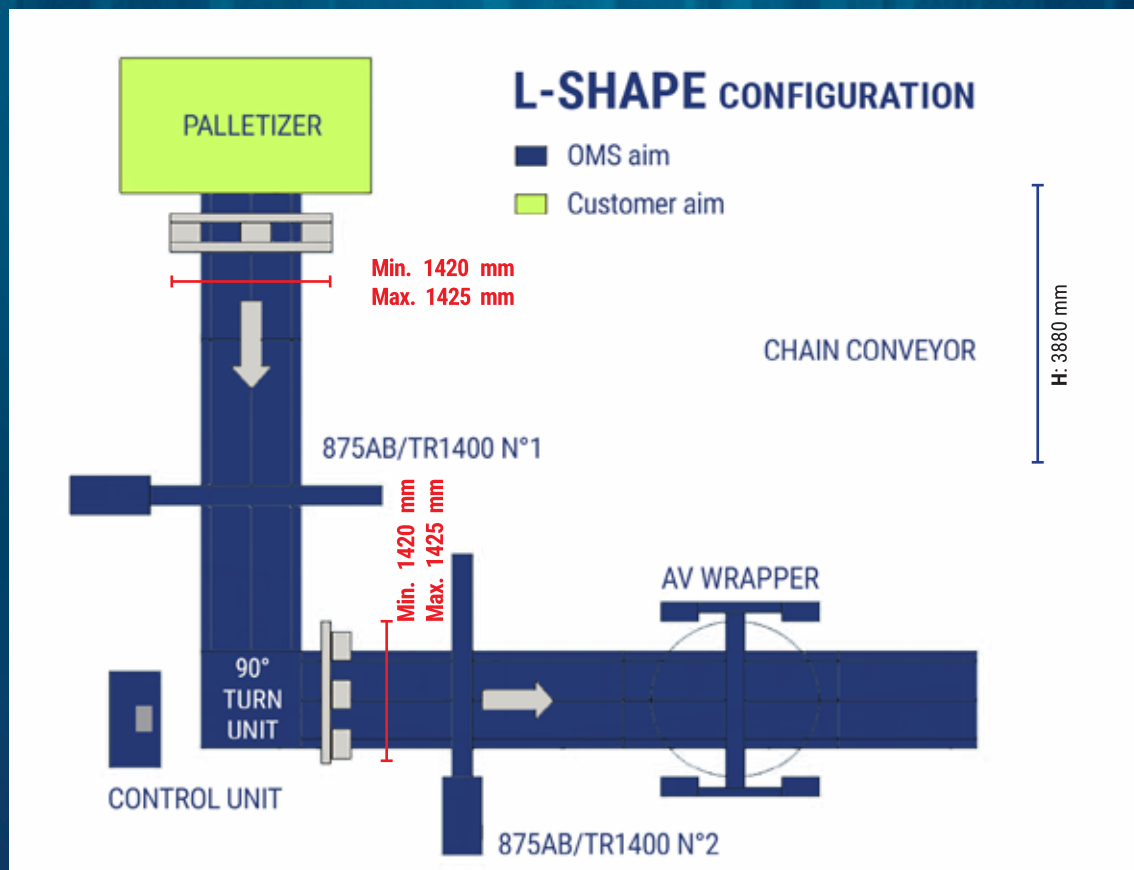 PALLETIZER
L-SHAPE CONFIGURATION
OMS aim
Customer aim
Min. 1420 mm
Max. 1425 mm
CHAIN CONVEYOR
H: 3880 mm
875AB/TR1400 N°1
Min. 1420 mm
Max. 1425 mm
AV WRAPPER
90°
TURN
UNIT
CONTROL UNIT
875AB/TR1400 N°2